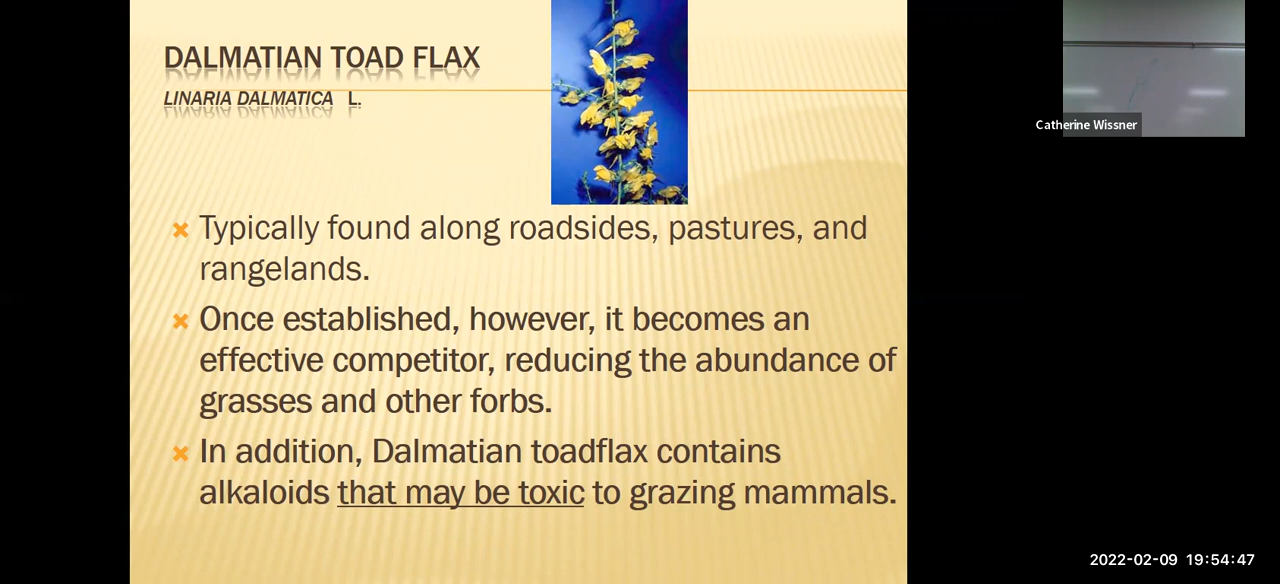 DALMATIAN TOAD FLAX
LINARIA DALMATICA L.
Typically found along roadsides, pastures, and
rangelands.
Once established, however, it becomes an
effective competitor, reducing the abundance of
grasses and other forbs.
In addition, Dalmatian toadflax contains
alkaloids that may be toxic to grazing mammals.
Catherine Wissner
2022-02-09 19:54:47